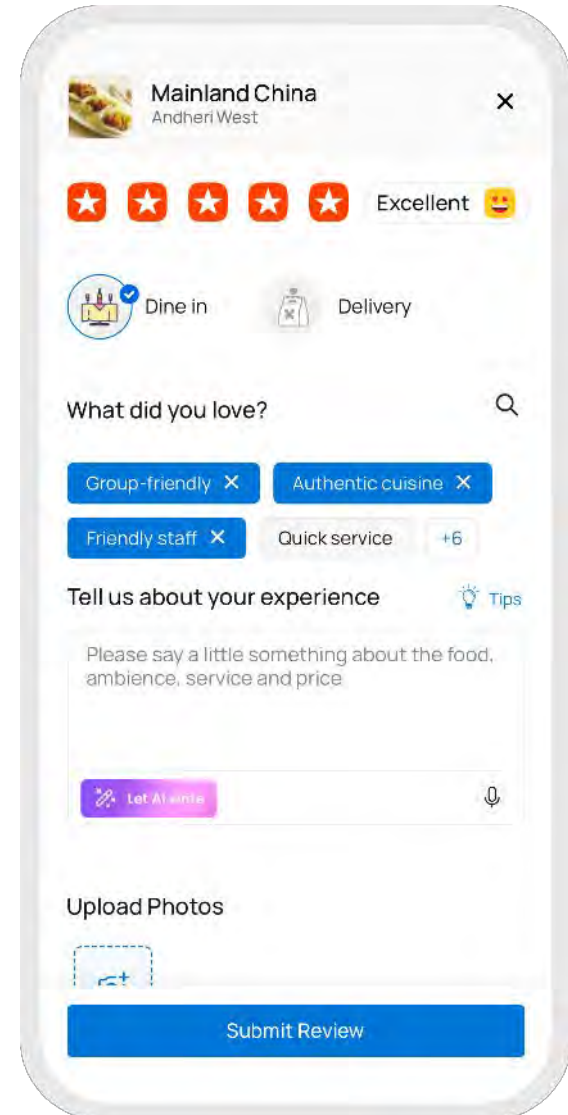 Mainland China
Andheri West
Excellent
Dine in
Delivery
What did you love?
Group-friendly
Authentic cuisine
Friendly staff
Quick service
+6
Tell us about your experience
Tips
Please say a little something about the food,
ambience, service and price
Let AI write
Upload Photos
Submit Review